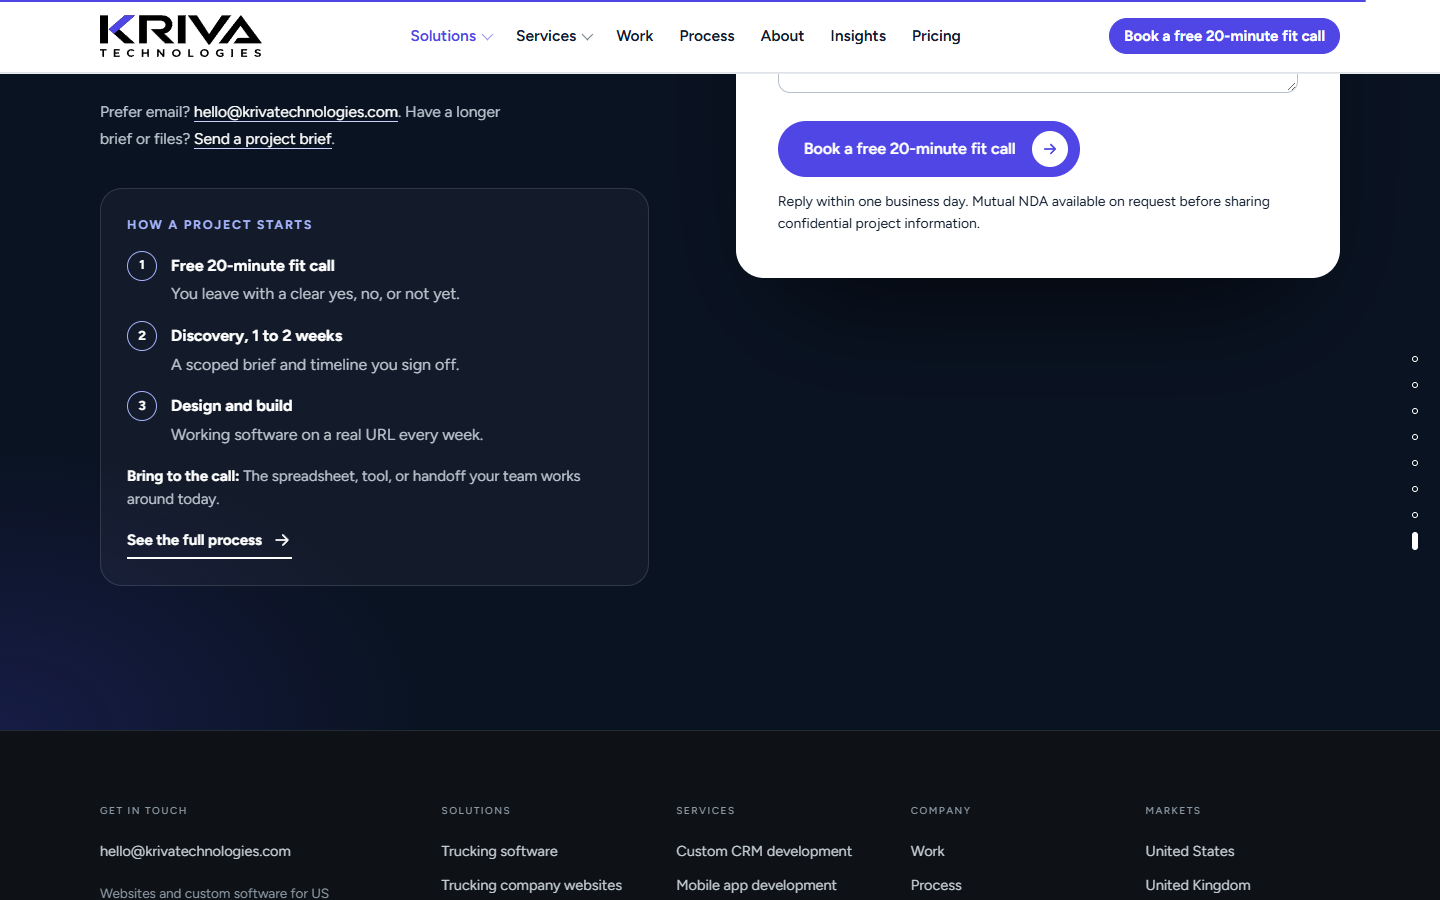 KRIVA
TECHNOLOGIES
Solutions
Services
Work
Process
About
Insights
Pricing
Book a free 20-minute fit call
Prefer email? hello@krivatechnologies.com. Have a longer
brief or files? Send a project brief.
HOW A PROJECT STARTS
1
Free 20-minute fit call
You leave with a clear yes, no, or not yet.
2
Discovery, 1 to 2 weeks
A scoped brief and timeline you sign off.
3
Design and build
Working software on a real URL every week.
Bring to the call: The spreadsheet, tool, or handoff your team works
around today.
See the full process
Book a free 20-minute fit call
Reply within one business day. Mutual NDA available on request before sharing
confidential project information.
GET IN TOUCH
hello@krivatechnologies.com
Websites and custom software for US
SOLUTIONS
Trucking software
Trucking company websites
SERVICES
Custom CRM development
Mobile app development
COMPANY
Work
Process
MARKETS
United States
United Kingdom